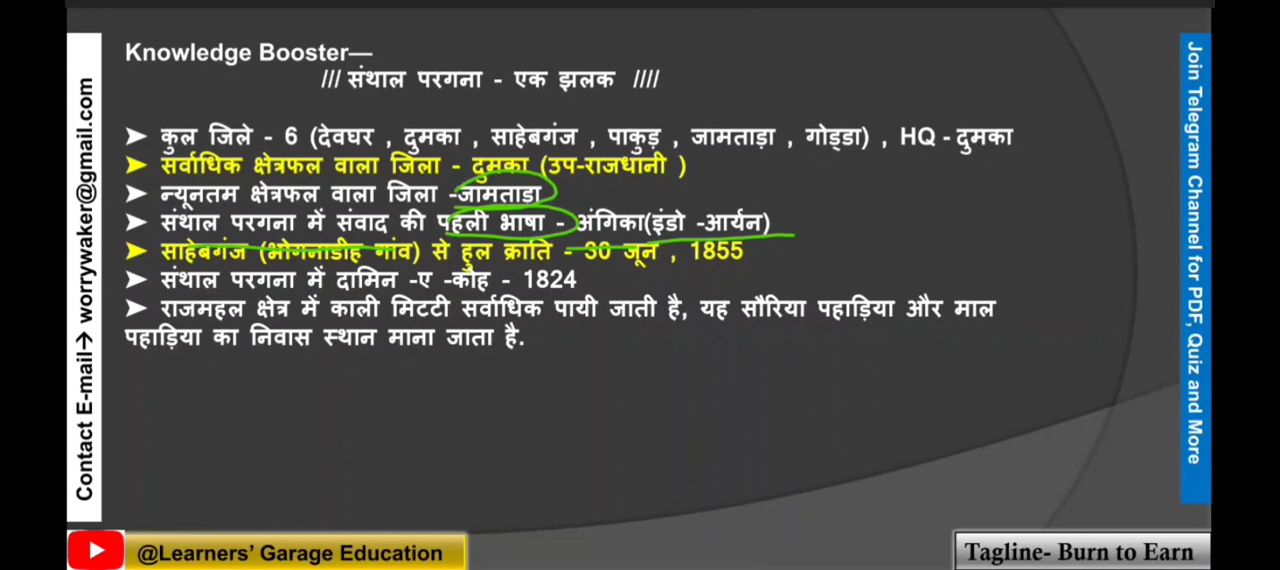 Knowledge Booster—
/// संथाल परगना - एक झलक ////
➤ कुल जिले - 6 (देवघर , दुमका , साहेबगंज , पाकुड़ , जामताड़ा , गोड्डा) , HQ - दुमका
➤ सर्वाधिक क्षेत्रफल वाला जिला - दुमका (उप-राजधानी )
➤ न्यूनतम क्षेत्रफल वाला जिला -जामताड़ा
➤ संथाल परगना में संवाद की पहली भाषा - अंगिका(इंडो -आर्यन)
➤ साहेबगंज (भोगनाडीह गांव) से हुल क्रांति - 30 जून , 1855
➤ संथाल परगना में दामिन -ए -कोह - 1824
➤ राजमहल क्षेत्र में काली मिटटी सर्वाधिक पायी जाती है, यह सौरिया पहाड़िया और माल
पहाड़िया का निवास स्थान माना जाता है.
Contact E-mail→ worrywaker@gmail.com
Join Telegram Channel for PDF, Quiz and More
@Learners’ Garage Education
Tagline- Burn to Earn